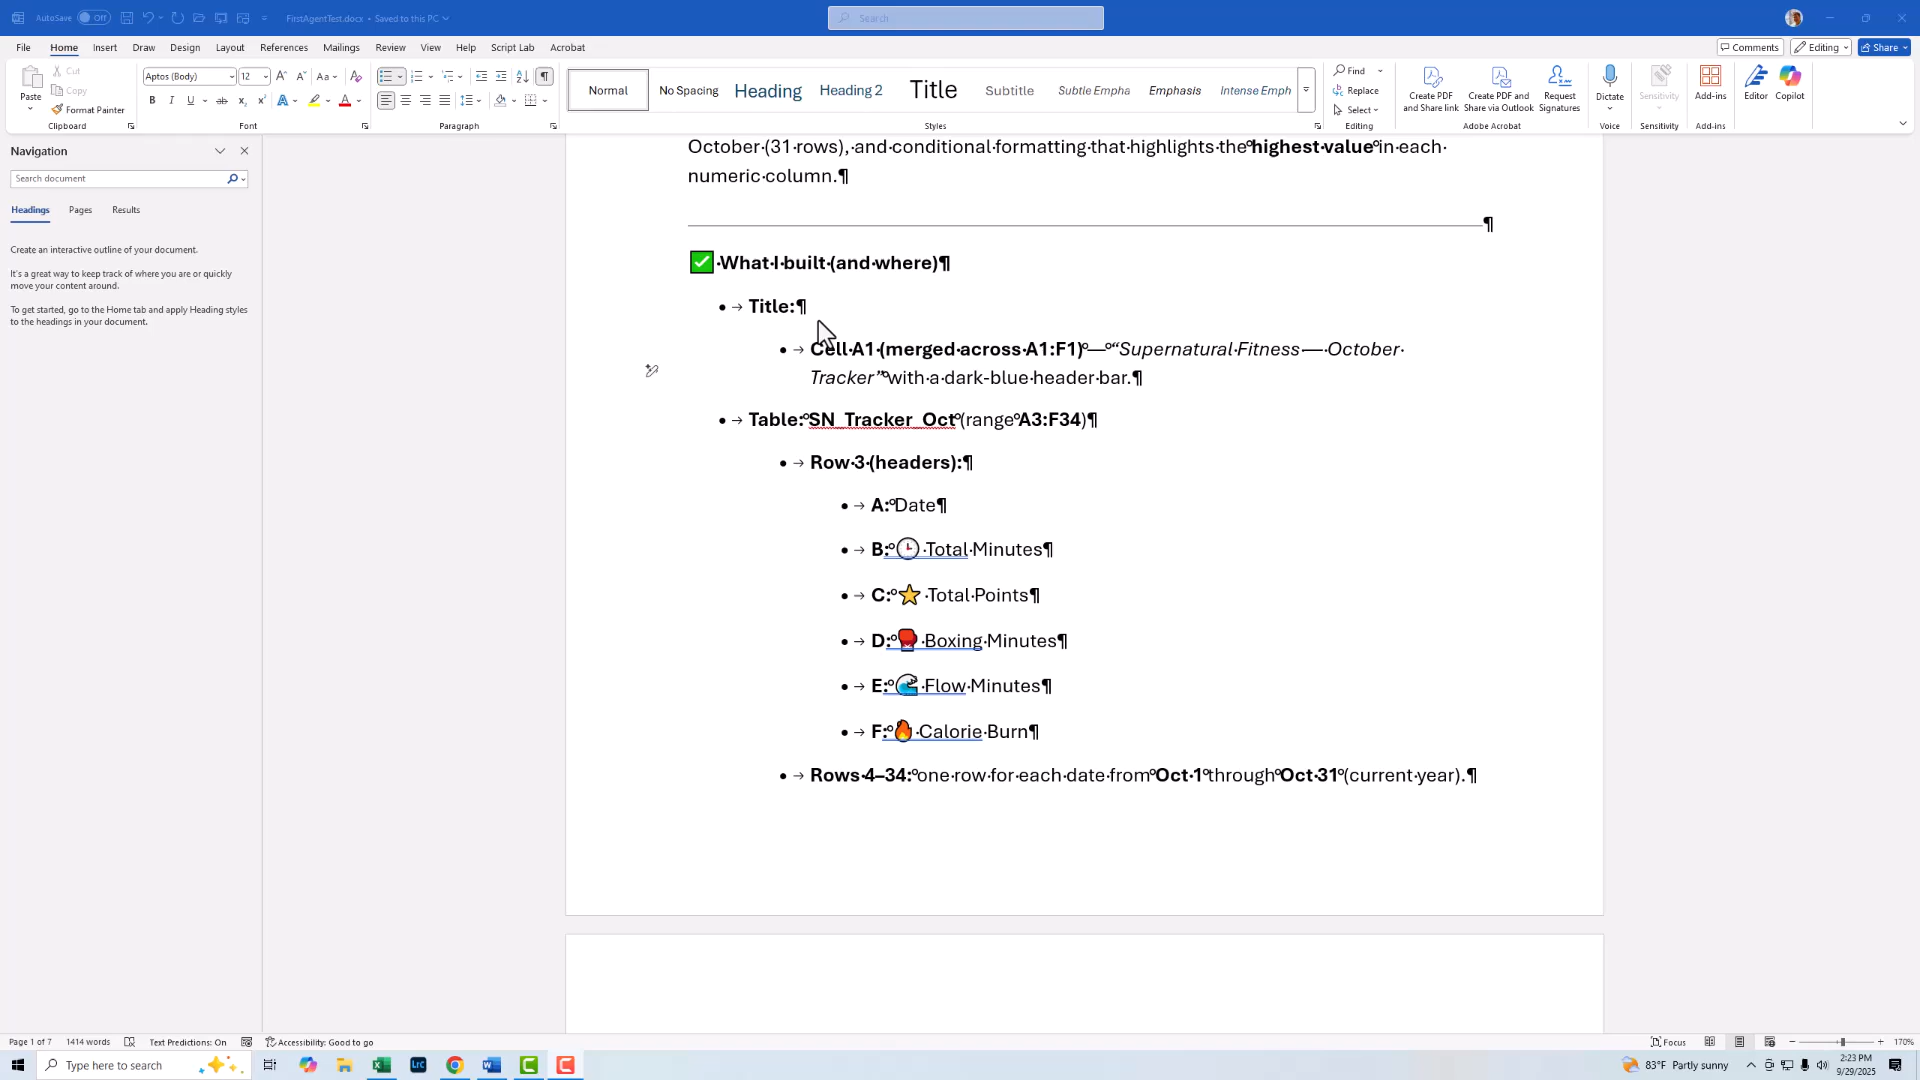 AutoSave Off FirstAgentTest.docx • Saved to this PC Search
File Home Insert Draw Design Layout References Mailings Review View Help Script Lab Acrobat Comments Editing Share
Paste Cut Copy Format Painter Clipboard
Aptos (Body) 12 Font
Paragraph
Normal No Spacing Heading Heading 2 Title Subtitle Subtle Empha Emphasis Intense Emph Styles
Find Replace Select Editing
Create PDF and Share link Create PDF and Share via Outlook Request Signatures Adobe Acrobat
Dictate Voice Sensitivity Sensitivity Add-ins Add-ins Editor Copilot
Navigation
Search document
Headings Pages Results
Create an interactive outline of your document.
It's a great way to keep track of where you are or quickly
move your content around.
To get started, go to the Home tab and apply Heading styles
to the headings in your document.
October (31 rows), and conditional formatting that highlights the highest value in each
numeric column.¶
¶
✅ What I built (and where)¶
• → Title:¶
• → Cell A1 (merged across A1:F1) — “Supernatural Fitness — October
Tracker” with a dark-blue header bar.¶
• → Table: SN_Tracker_Oct (range A3:F34)¶
• → Row 3 (headers):¶
• → A: Date¶
• → B: 🕒 Total Minutes¶
• → C: ⭐ Total Points¶
• → D: 🥊 Boxing Minutes¶
• → E: 🌊 Flow Minutes¶
• → F: 🔥 Calorie Burn¶
• → Rows 4–34: one row for each date from Oct 1 through Oct 31 (current year).¶
Page 1 of 7 1414 words Text Predictions: On Accessibility: Good to go Focus 170%
Type here to search LrC 83°F Partly sunny 2:23 PM
9/29/2025